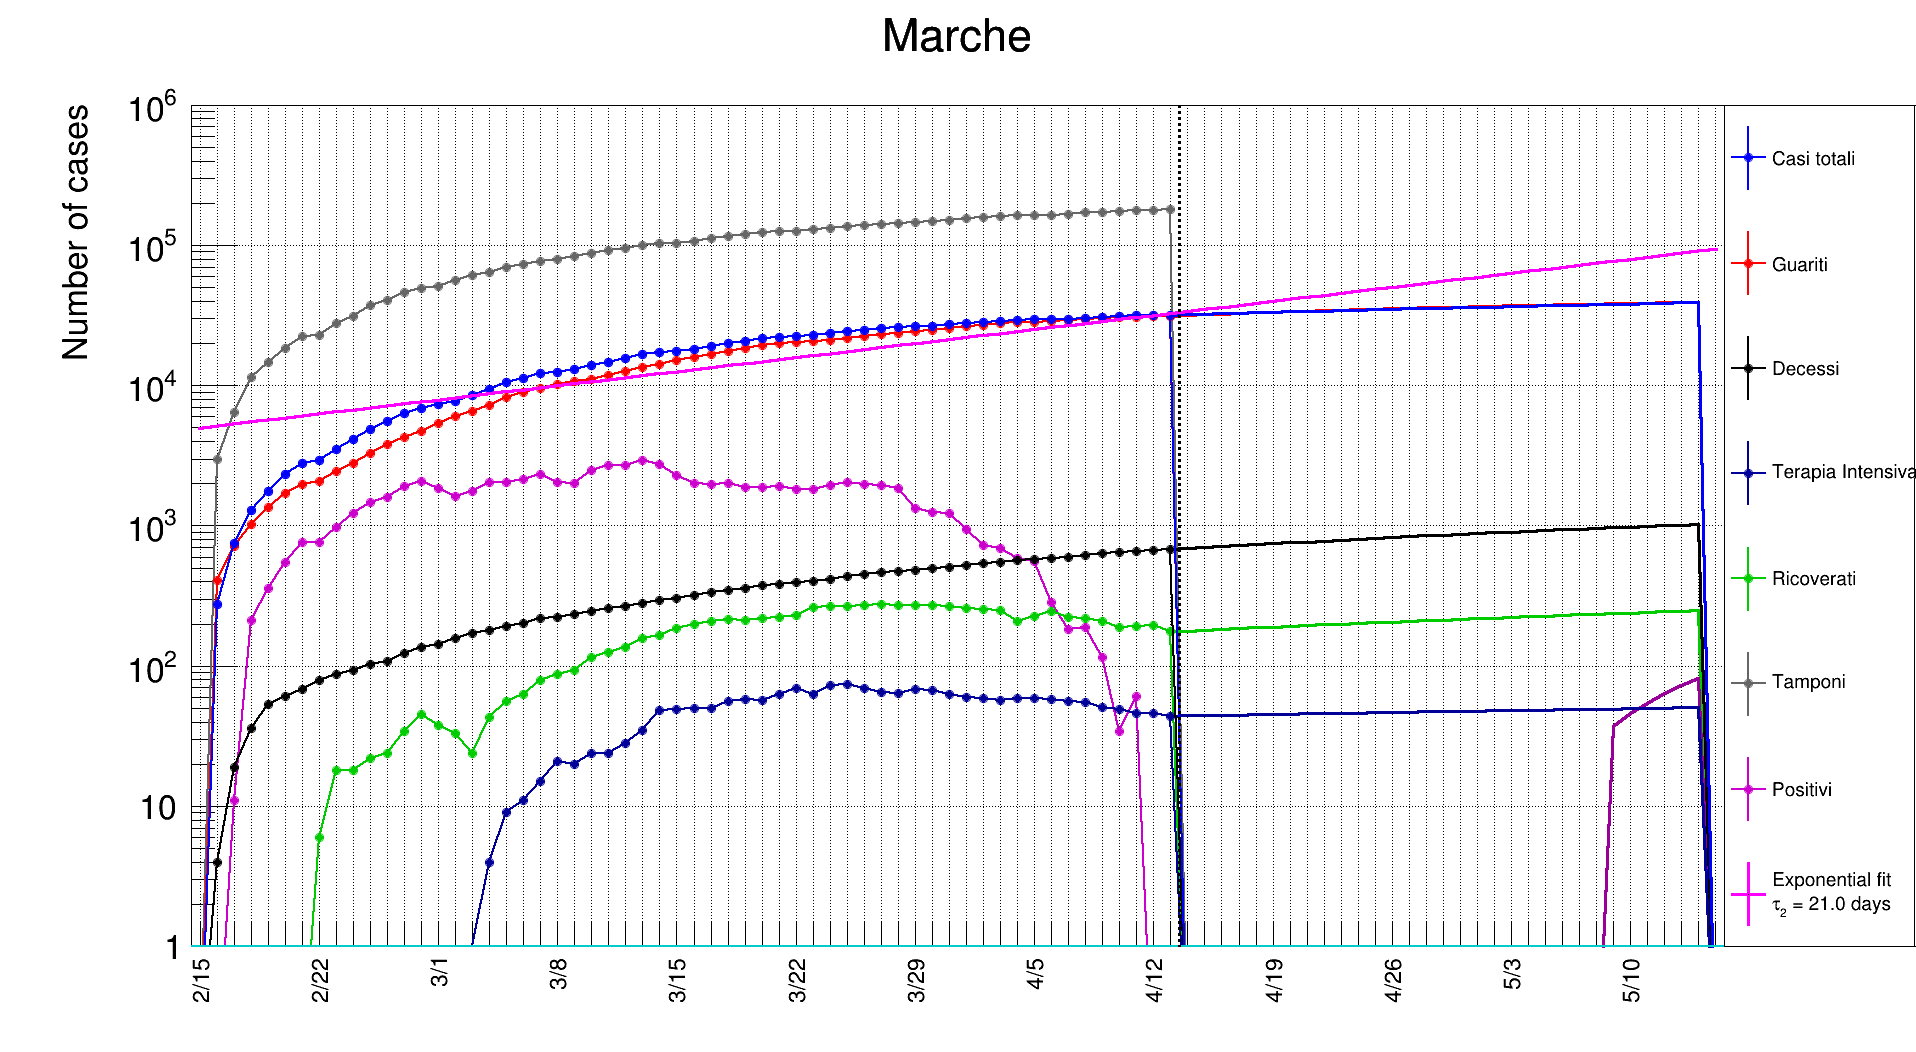 Marche
Number of cases
10^6
10^5
10^4
10^3
10^2
10
1
2/15
2/22
3/1
3/8
3/15
3/22
3/29
4/5
4/12
4/19
4/26
5/3
5/10
Casi totali
Guariti
Decessi
Terapia Intensiva
Ricoverati
Tamponi
Positivi
Exponential fit
τ₂ = 21.0 days